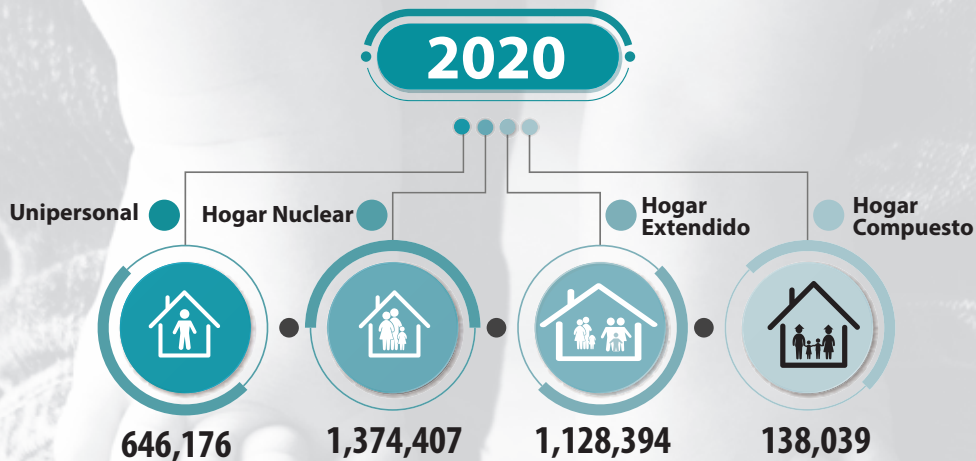 2020
Unipersonal
Hogar Nuclear
Hogar
Extendido
Hogar
Compuesto
646,176
1,374,407
1,128,394
138,039